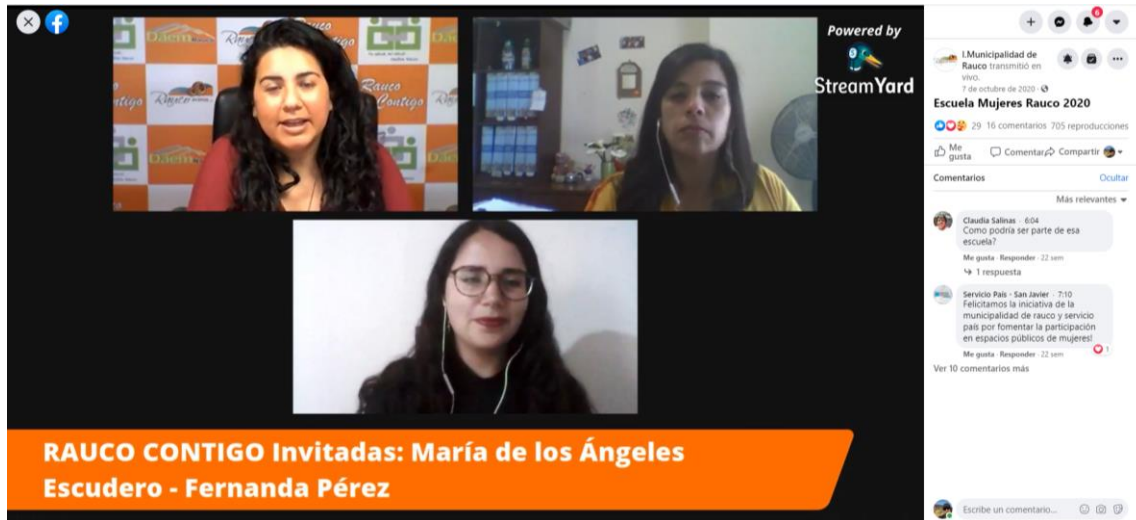 Powered by
StreamYard
Daem
Rauco
Contigo
Rauco
Daem
RAUCO CONTIGO Invitadas: María de los Ángeles
Escudero - Fernanda Pérez
6
I.Municipalidad de
Rauco transmitió en
vivo.
7 de octubre de 2020 ·
Escuela Mujeres Rauco 2020
29 16 comentarios 705 reproducciones
Me
gusta
Comentar
Compartir
Comentarios Ocultar
Más relevantes
Claudia Salinas · 6:04
Como podría ser parte de esa
escuela?
Me gusta · Responder · 22 sem
1 respuesta
Servicio País - San Javier · 7:10
Felicitamos la iniciativa de la
municipalidad de rauco y servicio
país por fomentar la participación
en espacios públicos de mujeres!
1
Me gusta · Responder · 22 sem
Ver 10 comentarios más
Escribe un comentario...